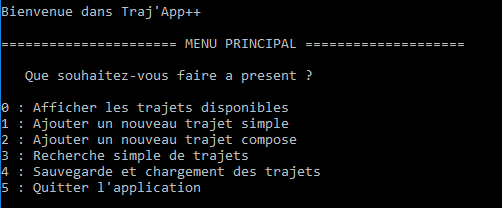 Bienvenue dans Traj'App++
====================== MENU PRINCIPAL ====================
Que souhaitez-vous faire a present ?
0 : Afficher les trajets disponibles
1 : Ajouter un nouveau trajet simple
2 : Ajouter un nouveau trajet compose
3 : Recherche simple de trajets
4 : Sauvegarde et chargement des trajets
5 : Quitter l'application